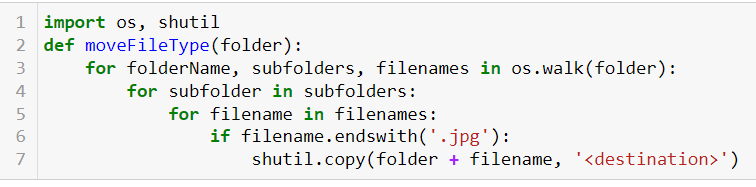 1 import os, shutil
2 def moveFileType(folder):
3     for folderName, subfolders, filenames in os.walk(folder):
4         for subfolder in subfolders:
5             for filename in filenames:
6                 if filename.endswith('.jpg'):
7                     shutil.copy(folder + filename, '<destination>')